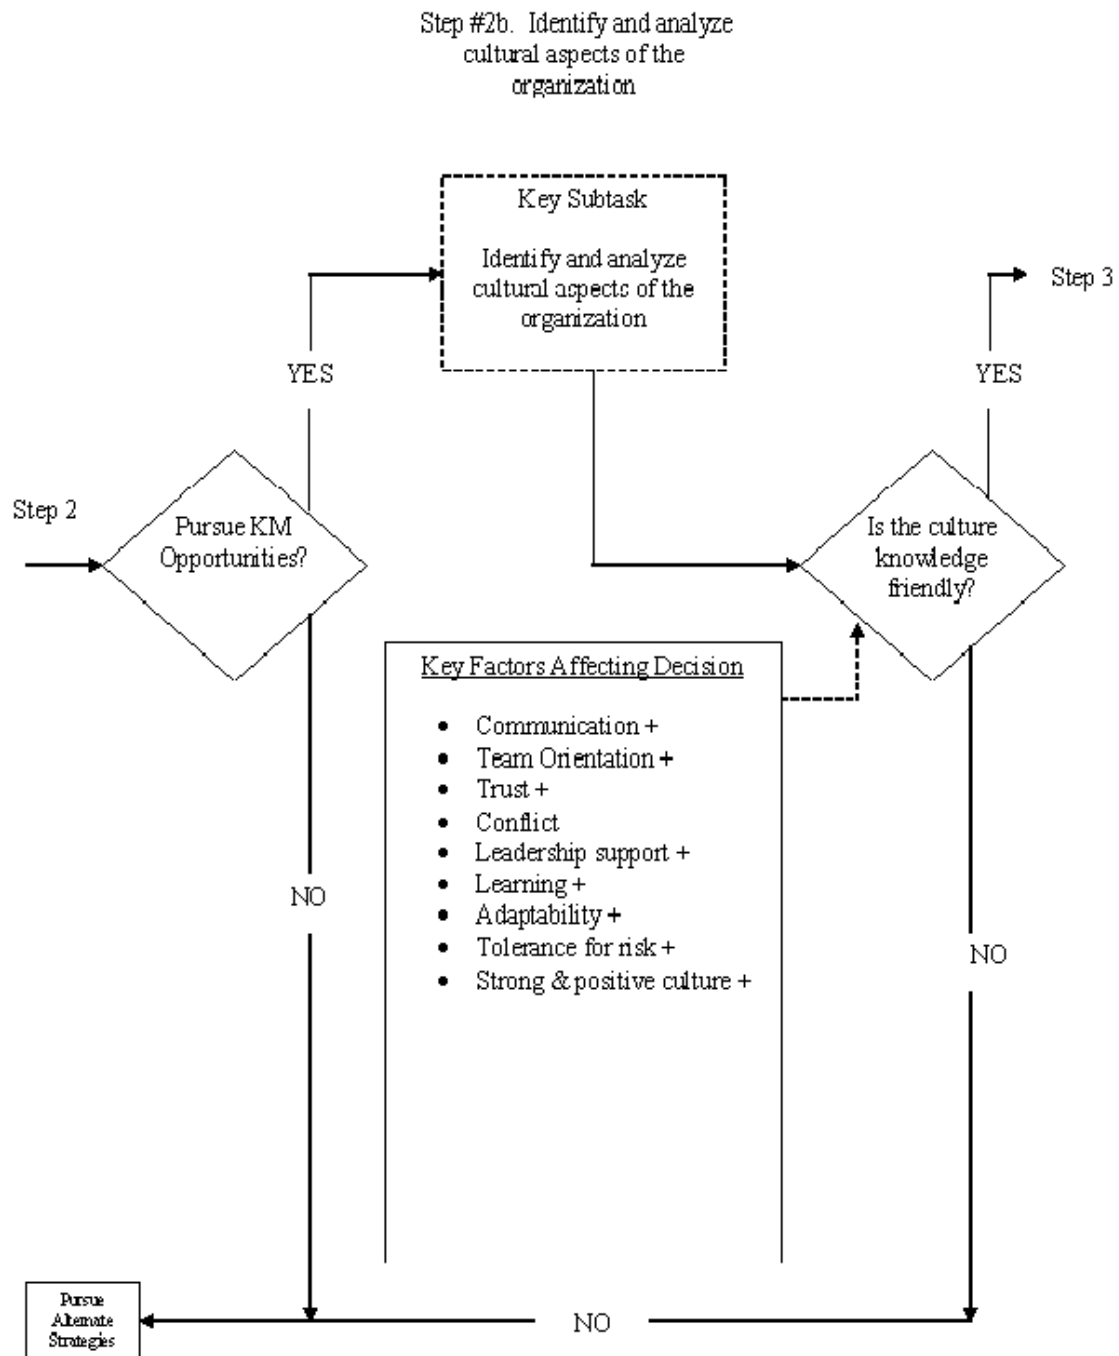 Step #2b. Identify and analyze
cultural aspects of the
organization
Key Subtask
Identify and analyze
cultural aspects of the
organization
Step 3
YES
YES
Step 2
Pursue KM
Opportunities?
Is the culture
knowledge
friendly?
Key Factors Affecting Decision
• Communication +
• Team Orientation +
• Trust +
• Conflict
• Leadership support +
• Learning +
• Adaptability +
• Tolerance for risk +
• Strong & positive culture +
NO
NO
Pursue
Alternate
Strategies
NO